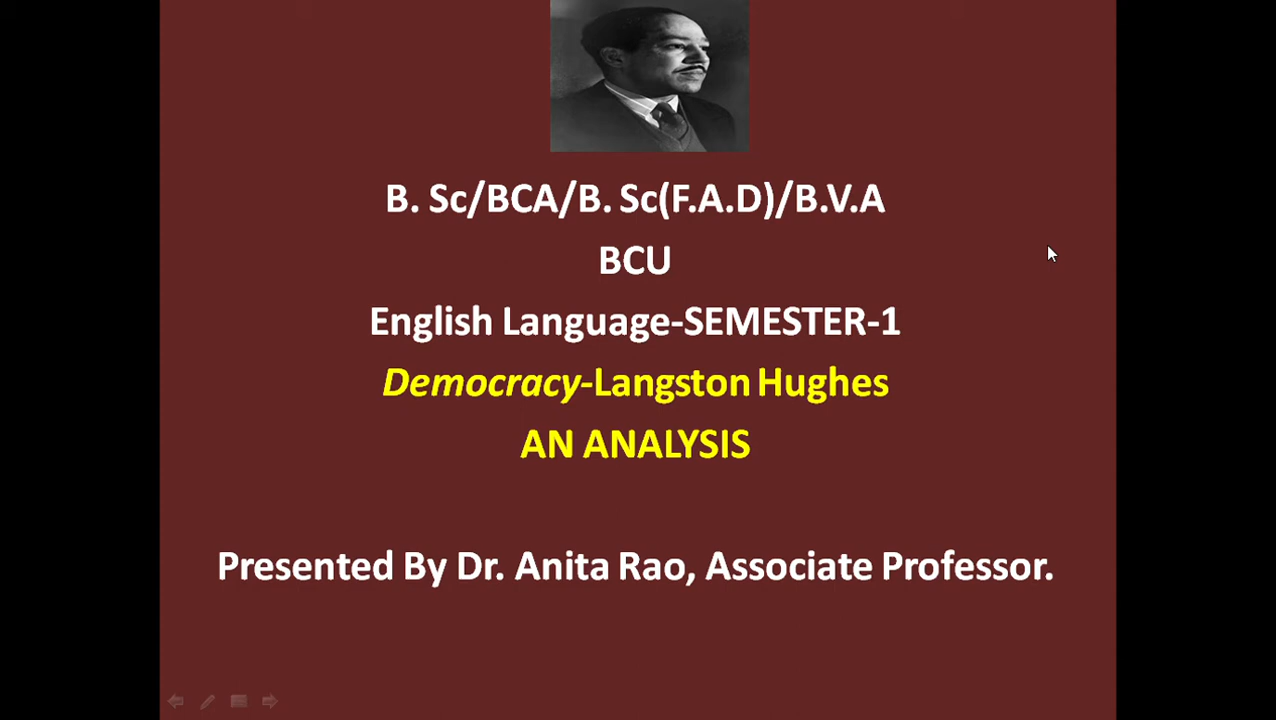 B. Sc/BCA/B. Sc(F.A.D)/B.V.A
BCU
English Language-SEMESTER-1
Democracy-Langston Hughes
AN ANALYSIS
Presented By Dr. Anita Rao, Associate Professor.